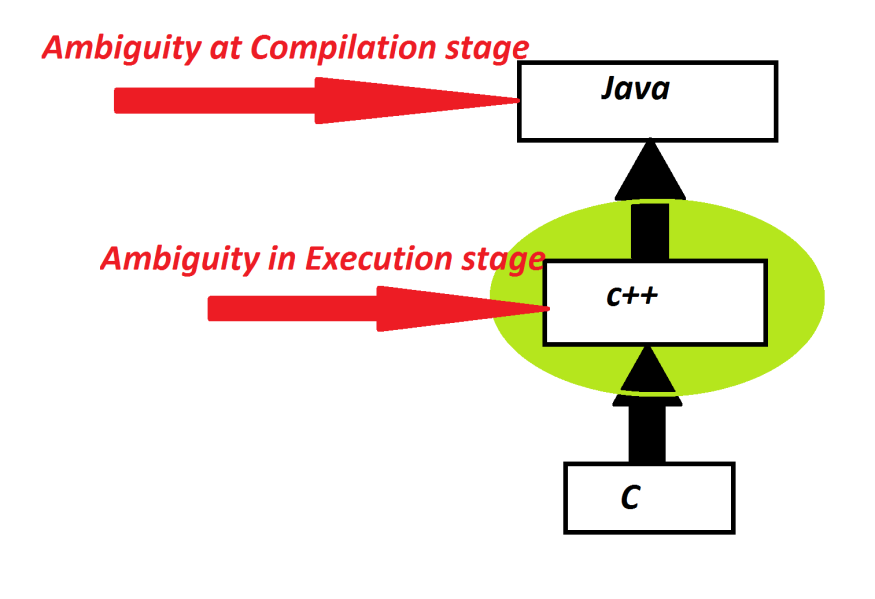 Ambiguity at Compilation stage
Java
Ambiguity in Execution stage
c++
C